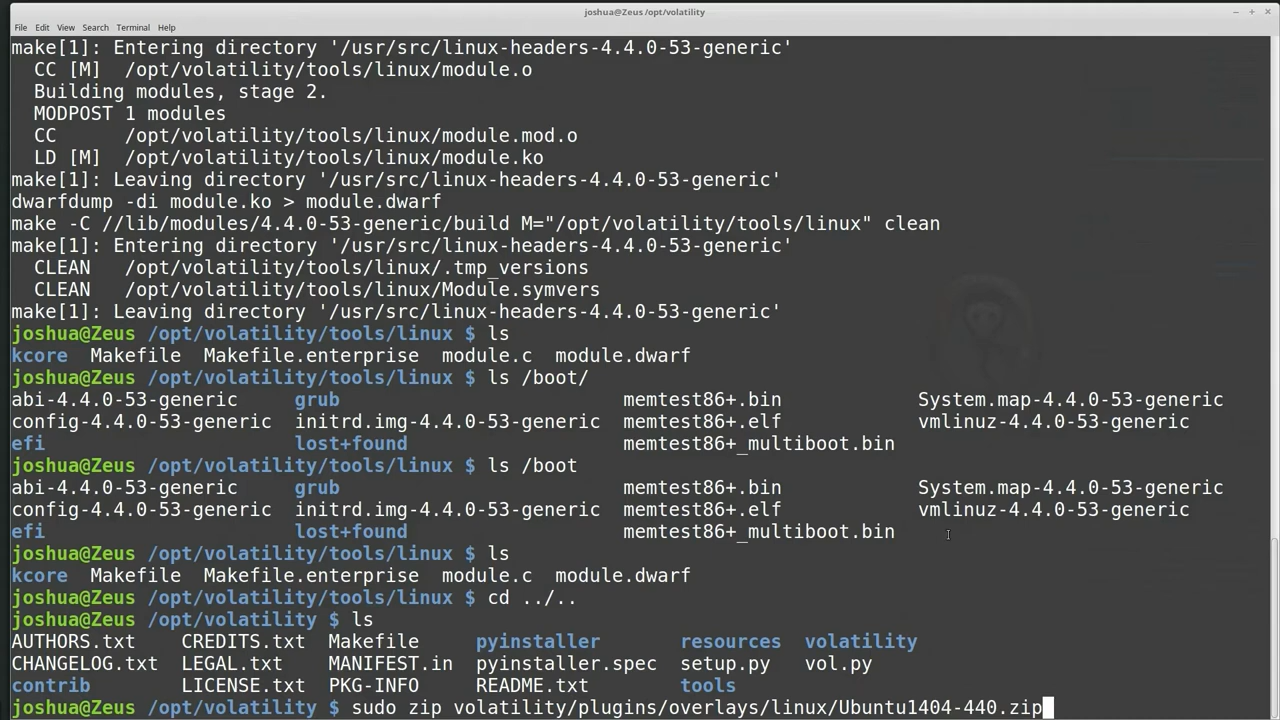 joshua@Zeus /opt/volatility
File Edit View Search Terminal Help
make[1]: Entering directory '/usr/src/linux-headers-4.4.0-53-generic'
CC [M] /opt/volatility/tools/linux/module.o
Building modules, stage 2.
MODPOST 1 modules
CC /opt/volatility/tools/linux/module.mod.o
LD [M] /opt/volatility/tools/linux/module.ko
make[1]: Leaving directory '/usr/src/linux-headers-4.4.0-53-generic'
dwarfdump -di module.ko > module.dwarf
make -C //lib/modules/4.4.0-53-generic/build M="/opt/volatility/tools/linux" clean
make[1]: Entering directory '/usr/src/linux-headers-4.4.0-53-generic'
CLEAN /opt/volatility/tools/linux/.tmp_versions
CLEAN /opt/volatility/tools/linux/Module.symvers
make[1]: Leaving directory '/usr/src/linux-headers-4.4.0-53-generic'
joshua@Zeus /opt/volatility/tools/linux $ ls
kcore Makefile Makefile.enterprise module.c module.dwarf
joshua@Zeus /opt/volatility/tools/linux $ ls /boot/
abi-4.4.0-53-generic grub memtest86+.bin System.map-4.4.0-53-generic
config-4.4.0-53-generic initrd.img-4.4.0-53-generic memtest86+.elf vmlinuz-4.4.0-53-generic
efi lost+found memtest86+_multiboot.bin
joshua@Zeus /opt/volatility/tools/linux $ ls /boot
abi-4.4.0-53-generic grub memtest86+.bin System.map-4.4.0-53-generic
config-4.4.0-53-generic initrd.img-4.4.0-53-generic memtest86+.elf vmlinuz-4.4.0-53-generic
efi lost+found memtest86+_multiboot.bin
joshua@Zeus /opt/volatility/tools/linux $ ls
kcore Makefile Makefile.enterprise module.c module.dwarf
joshua@Zeus /opt/volatility/tools/linux $ cd ../..
joshua@Zeus /opt/volatility $ ls
AUTHORS.txt CREDITS.txt Makefile pyinstaller resources volatility
CHANGELOG.txt LEGAL.txt MANIFEST.in pyinstaller.spec setup.py vol.py
contrib LICENSE.txt PKG-INFO README.txt tools
joshua@Zeus /opt/volatility $ sudo zip volatility/plugins/overlays/linux/Ubuntu1404-440.zip